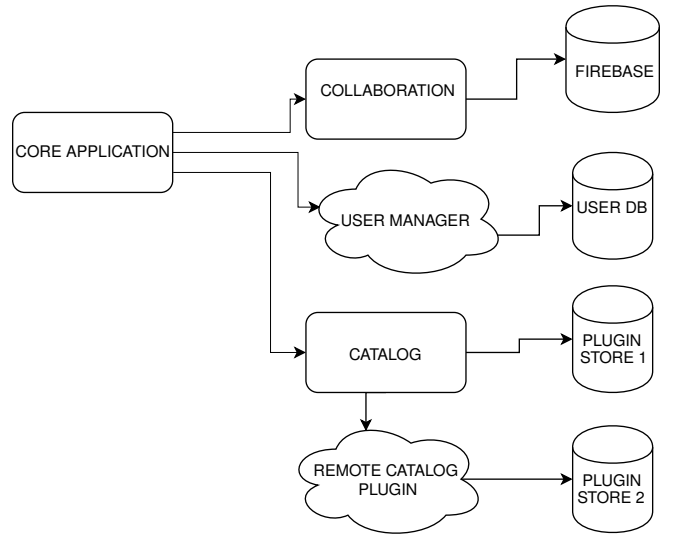 COLLABORATION
FIREBASE
CORE APPLICATION
USER MANAGER
USER DB
CATALOG
PLUGIN
STORE 1
REMOTE CATALOG
PLUGIN
PLUGIN
STORE 2